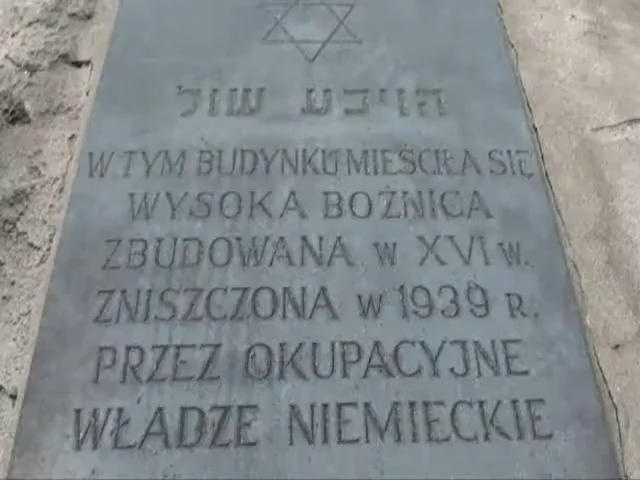 הויכע שול
W TYM BUDYNKU MIEŚCIŁA SIĘ
WYSOKA BOŻNICA
ZBUDOWANA W XVI W.
ZNISZCZONA W 1939 R.
PRZEZ OKUPACYJNE
WŁADZE NIEMIECKIE